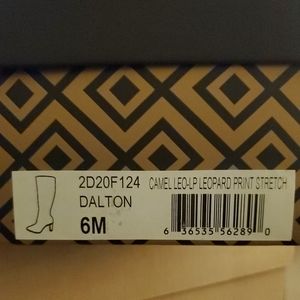 2D20F124 CAMEL LEO-LP LEOPARD PRINT STRETCH
DALTON
6M
6 36535 56289 0